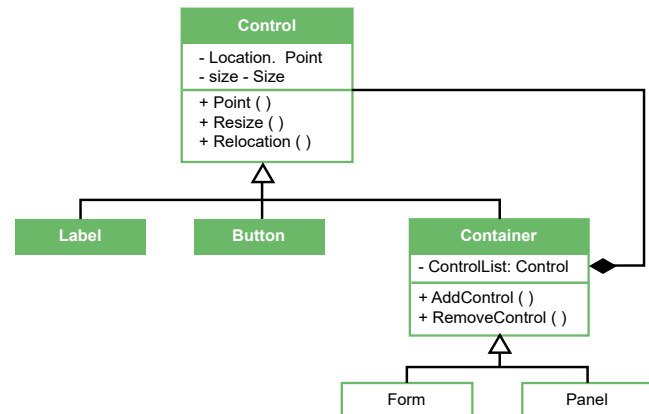 Control
- Location. Point
- size - Size
+ Point ( )
+ Resize ( )
+ Relocation ( )
Label
Button
Container
- ControlList: Control
+ AddControl ( )
+ RemoveControl ( )
Form
Panel